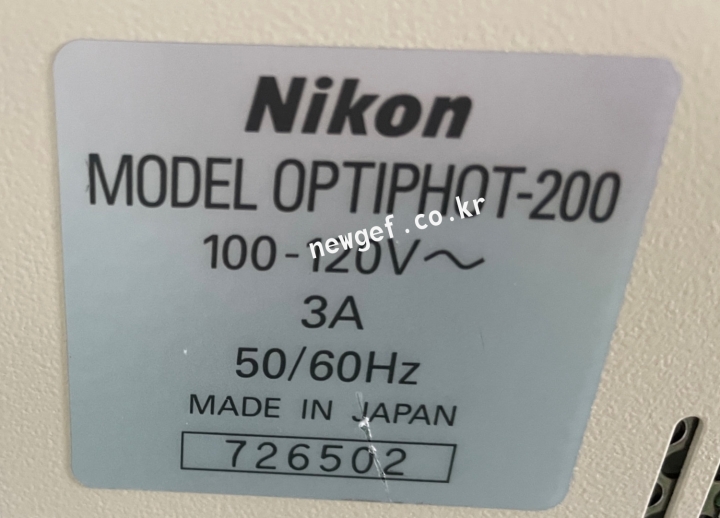 Nikon
MODEL OPTIPHOT-200
newgef.co.kr
100-120V~
3A
50/60Hz
MADE IN JAPAN
726502